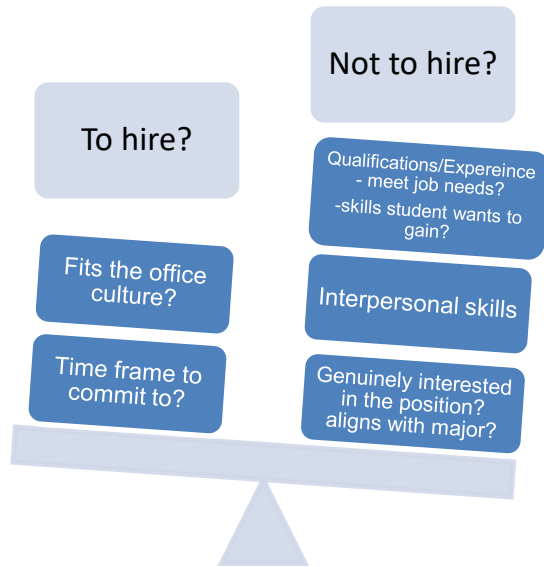 To hire?
Fits the office
culture?
Time frame to
commit to?
Not to hire?
Qualifications/Expereince
- meet job needs?
-skills student wants to
gain?
Interpersonal skills
Genuinely interested
in the position?
aligns with major?